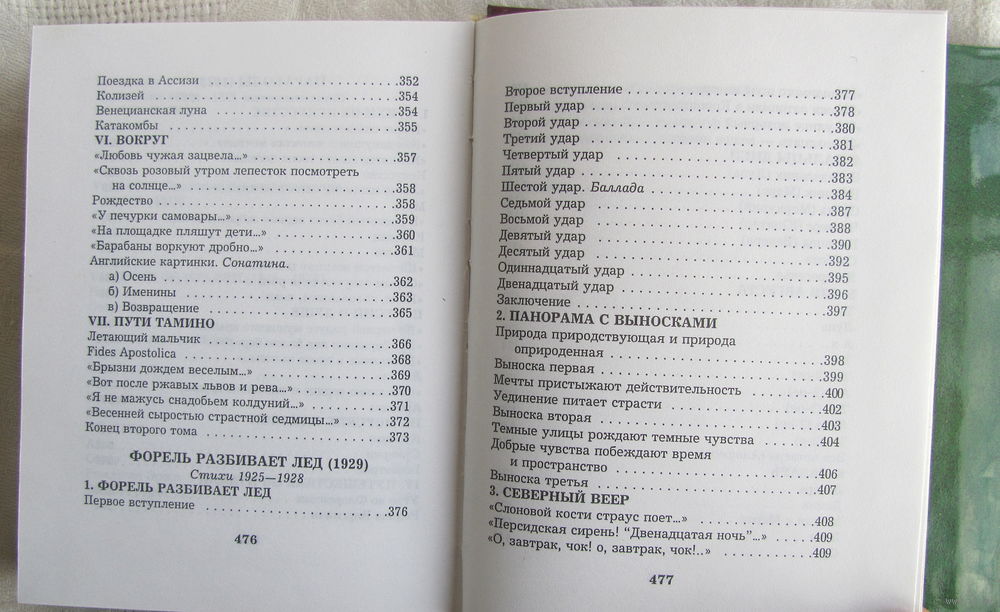 Поездка в Ассизи . . . . . . . . . . . . . . . . . . . . . . . .352
Колизей . . . . . . . . . . . . . . . . . . . . . . . . . . . . . .354
Венецианская луна . . . . . . . . . . . . . . . . . . . . . . .354
Катакомбы . . . . . . . . . . . . . . . . . . . . . . . . . . . .355
VI. ВОКРУГ
«Любовь чужая зацвела...» . . . . . . . . . . . . . . . . . .357
«Сквозь розовый утром лепесток посмотреть
на солнце...» . . . . . . . . . . . . . . . . . . . . . . . . .358
Рождество . . . . . . . . . . . . . . . . . . . . . . . . . . . .358
«У печурки самовары...» . . . . . . . . . . . . . . . . . . .359
«На площадке пляшут дети...» . . . . . . . . . . . . . . . .360
«Барабаны воркуют дробно...» . . . . . . . . . . . . . . . .361
Английские картинки. Сонатина.
а) Осень . . . . . . . . . . . . . . . . . . . . . . . . . . . .362
б) Именины . . . . . . . . . . . . . . . . . . . . . . . . . .363
в) Возвращение . . . . . . . . . . . . . . . . . . . . . . . .365
VII. ПУТИ ТАМИНО
Летающий мальчик . . . . . . . . . . . . . . . . . . . . . . .366
Fides Apostolica . . . . . . . . . . . . . . . . . . . . . . . . .368
«Брызни дождем веселым...» . . . . . . . . . . . . . . . . .369
«Вот после ржавых львов и рева...» . . . . . . . . . . . .370
«Я не мажусь снадобьем колдуний...» . . . . . . . . . . .371
«Весенней сыростью страстной седмицы...» . . . . . . .372
Конец второго тома . . . . . . . . . . . . . . . . . . . . . .373
ФОРЕЛЬ РАЗБИВАЕТ ЛЕД (1929)
Стихи 1925—1928
1. ФОРЕЛЬ РАЗБИВАЕТ ЛЕД
Первое вступление . . . . . . . . . . . . . . . . . . . . . . .376
476
Второе вступление . . . . . . . . . . . . . . . . . . . . . . .377
Первый удар . . . . . . . . . . . . . . . . . . . . . . . . . . .378
Второй удар . . . . . . . . . . . . . . . . . . . . . . . . . . .380
Третий удар . . . . . . . . . . . . . . . . . . . . . . . . . . .381
Четвертый удар . . . . . . . . . . . . . . . . . . . . . . . . .382
Пятый удар . . . . . . . . . . . . . . . . . . . . . . . . . . . .383
Шестой удар. Баллада . . . . . . . . . . . . . . . . . . . . .384
Седьмой удар . . . . . . . . . . . . . . . . . . . . . . . . . .387
Восьмой удар . . . . . . . . . . . . . . . . . . . . . . . . . .388
Девятый удар . . . . . . . . . . . . . . . . . . . . . . . . . .390
Десятый удар . . . . . . . . . . . . . . . . . . . . . . . . . .392
Одиннадцатый удар . . . . . . . . . . . . . . . . . . . . . .395
Двенадцатый удар . . . . . . . . . . . . . . . . . . . . . . .396
Заключение . . . . . . . . . . . . . . . . . . . . . . . . . . .397
2. ПАНОРАМА С ВЫНОСКАМИ
Природа природствующая и природа
оприроденная . . . . . . . . . . . . . . . . . . . . . . . . .398
Выноска первая . . . . . . . . . . . . . . . . . . . . . . . . .399
Мечты пристыжают действительность . . . . . . . . . .400
Уединение питает страсти . . . . . . . . . . . . . . . . . .402
Выноска вторая . . . . . . . . . . . . . . . . . . . . . . . . .403
Темные улицы рождают темные чувства . . . . . . . .404
Добрые чувства побеждают время
и пространство . . . . . . . . . . . . . . . . . . . . . . . .406
Выноска третья . . . . . . . . . . . . . . . . . . . . . . . . .407
3. СЕВЕРНЫЙ ВЕЕР
«Слоновой кости страус поет...» . . . . . . . . . . . . . .408
«Персидская сирень! “Двенадцатая ночь”...» . . . . .409
«О, завтрак, чок! о, завтрак, чок!..» . . . . . . . . . . .409
477